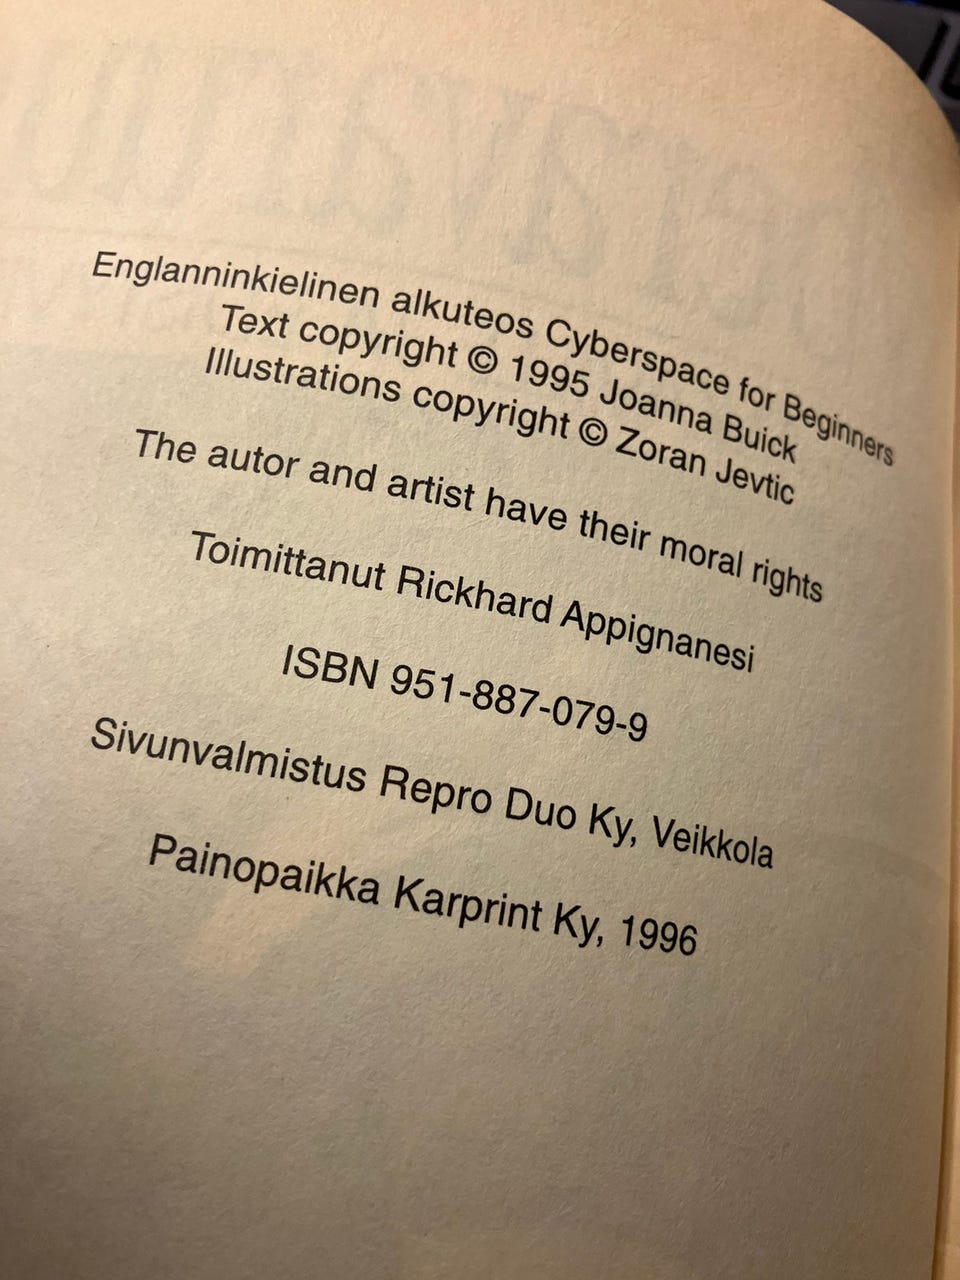 Englanninkielinen alkuteos Cyberspace for Beginners
Text copyright © 1995 Joanna Buick
Illustrations copyright © Zoran Jevtic
The autor and artist have their moral rights
Toimittanut Rickhard Appignanesi
ISBN 951-887-079-9
Sivunvalmistus Repro Duo Ky, Veikkola
Painopaikka Karprint Ky, 1996